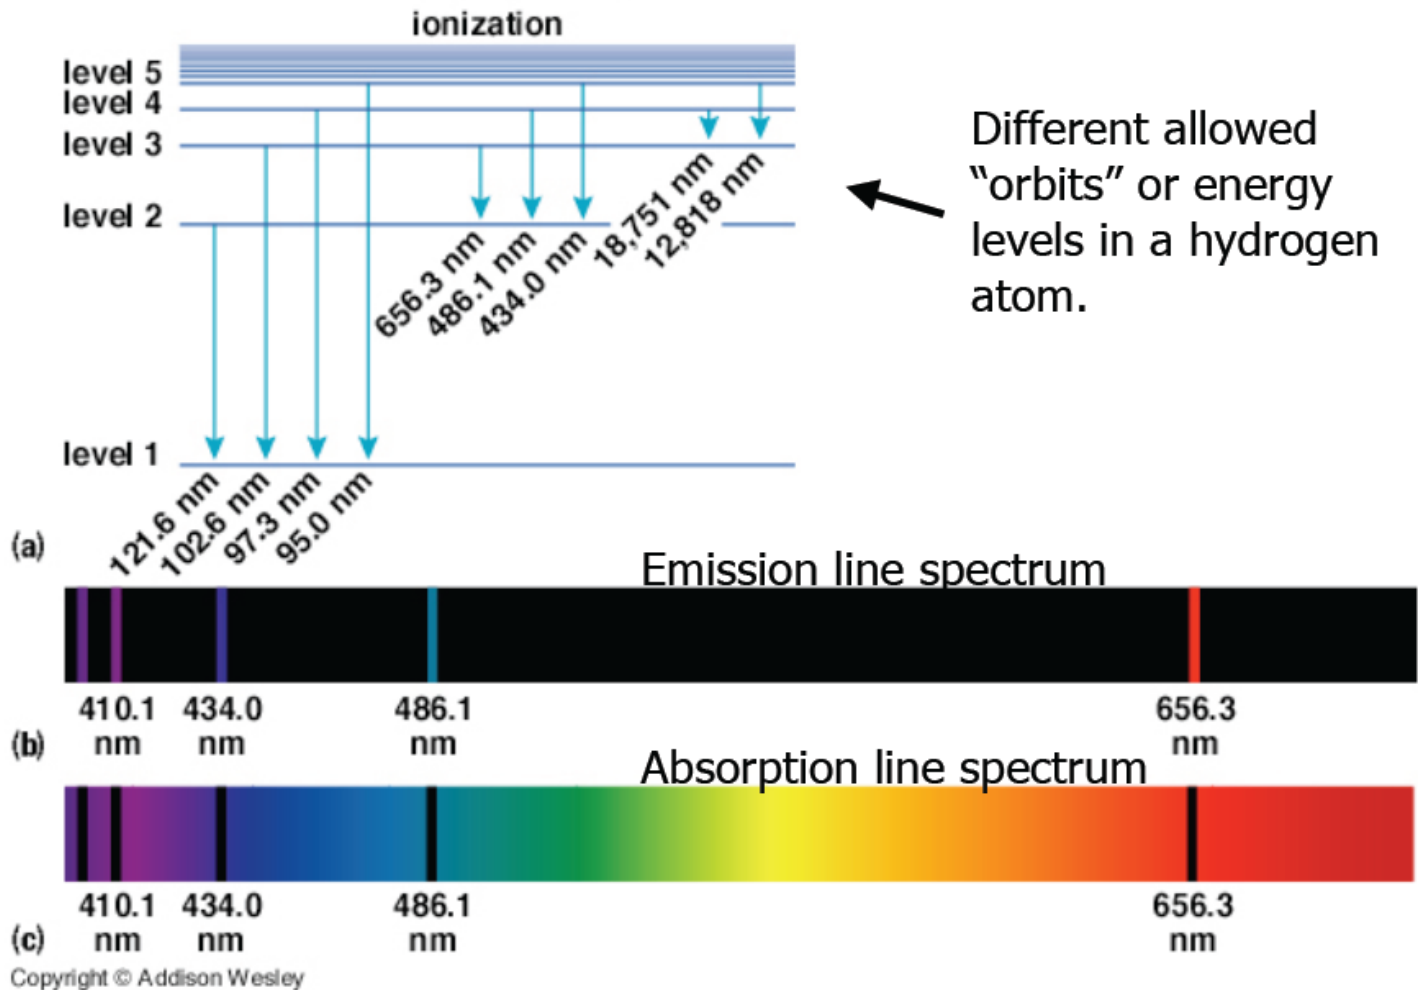 ionization
level 5
level 4
level 3
level 2
level 1
Different allowed
“orbits” or energy
levels in a hydrogen
atom.
656.3 nm
486.1 nm
434.0 nm
18,751 nm
12,818 nm
121.6 nm
102.6 nm
97.3 nm
95.0 nm
(a)
Emission line spectrum
410.1 nm
434.0 nm
486.1 nm
656.3 nm
(b)
Absorption line spectrum
410.1 nm
434.0 nm
486.1 nm
656.3 nm
(c)
Copyright © Addison Wesley